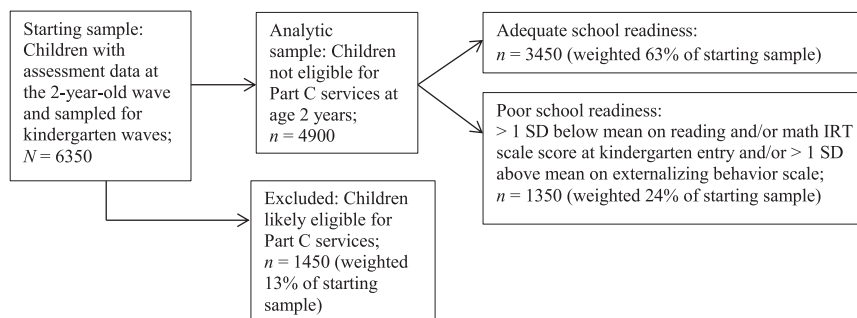 Starting sample:
Children with
assessment data at
the 2-year-old wave
and sampled for
kindergarten waves;
N = 6350
Analytic
sample: Children
not eligible for
Part C services at
age 2 years;
n = 4900
Adequate school readiness:
n = 3450 (weighted 63% of starting sample)
Poor school readiness:
> 1 SD below mean on reading and/or math IRT
scale score at kindergarten entry and/or > 1 SD
above mean on externalizing behavior scale;
n = 1350 (weighted 24% of starting sample)
Excluded: Children
likely eligible for
Part C services;
n = 1450 (weighted
13% of starting
sample)